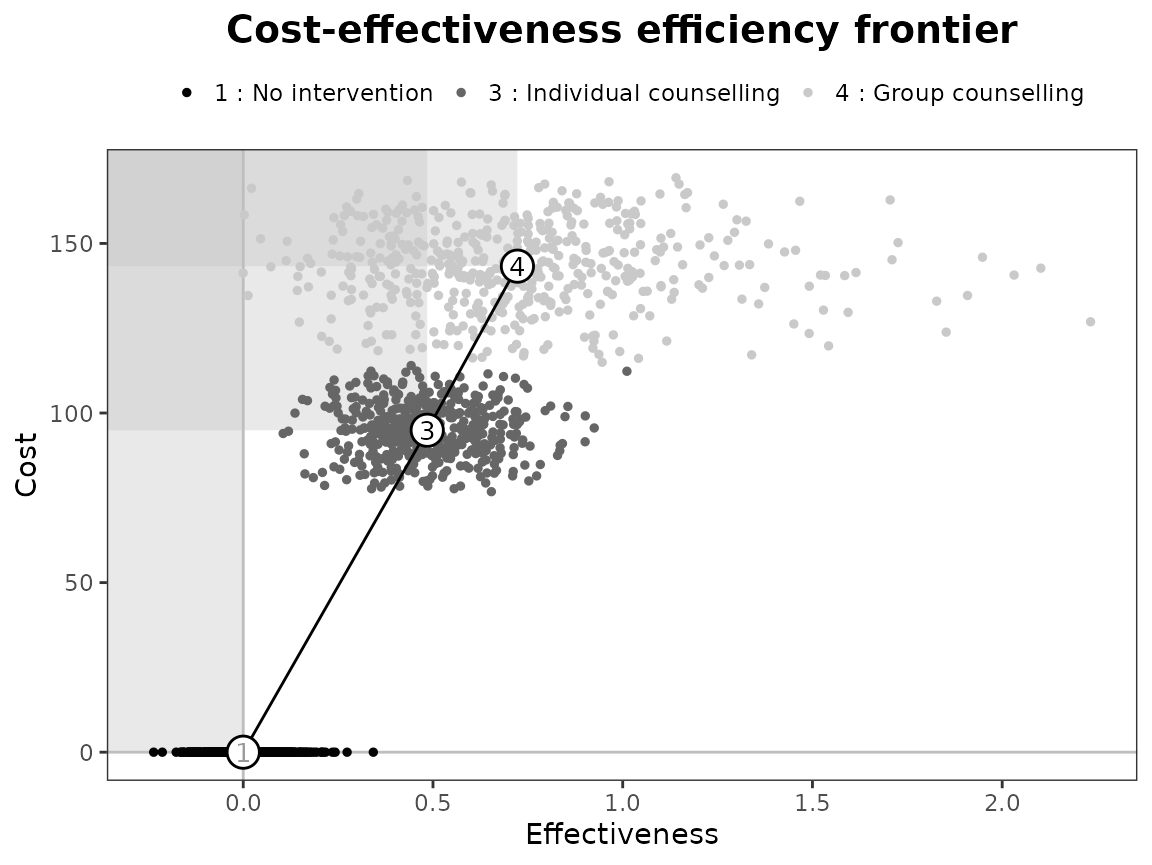 Cost-effectiveness efficiency frontier
1 : No intervention 3 : Individual counselling 4 : Group counselling
150
100
50
0
Cost
4
3
1
0.0 0.5 1.0 1.5 2.0
Effectiveness